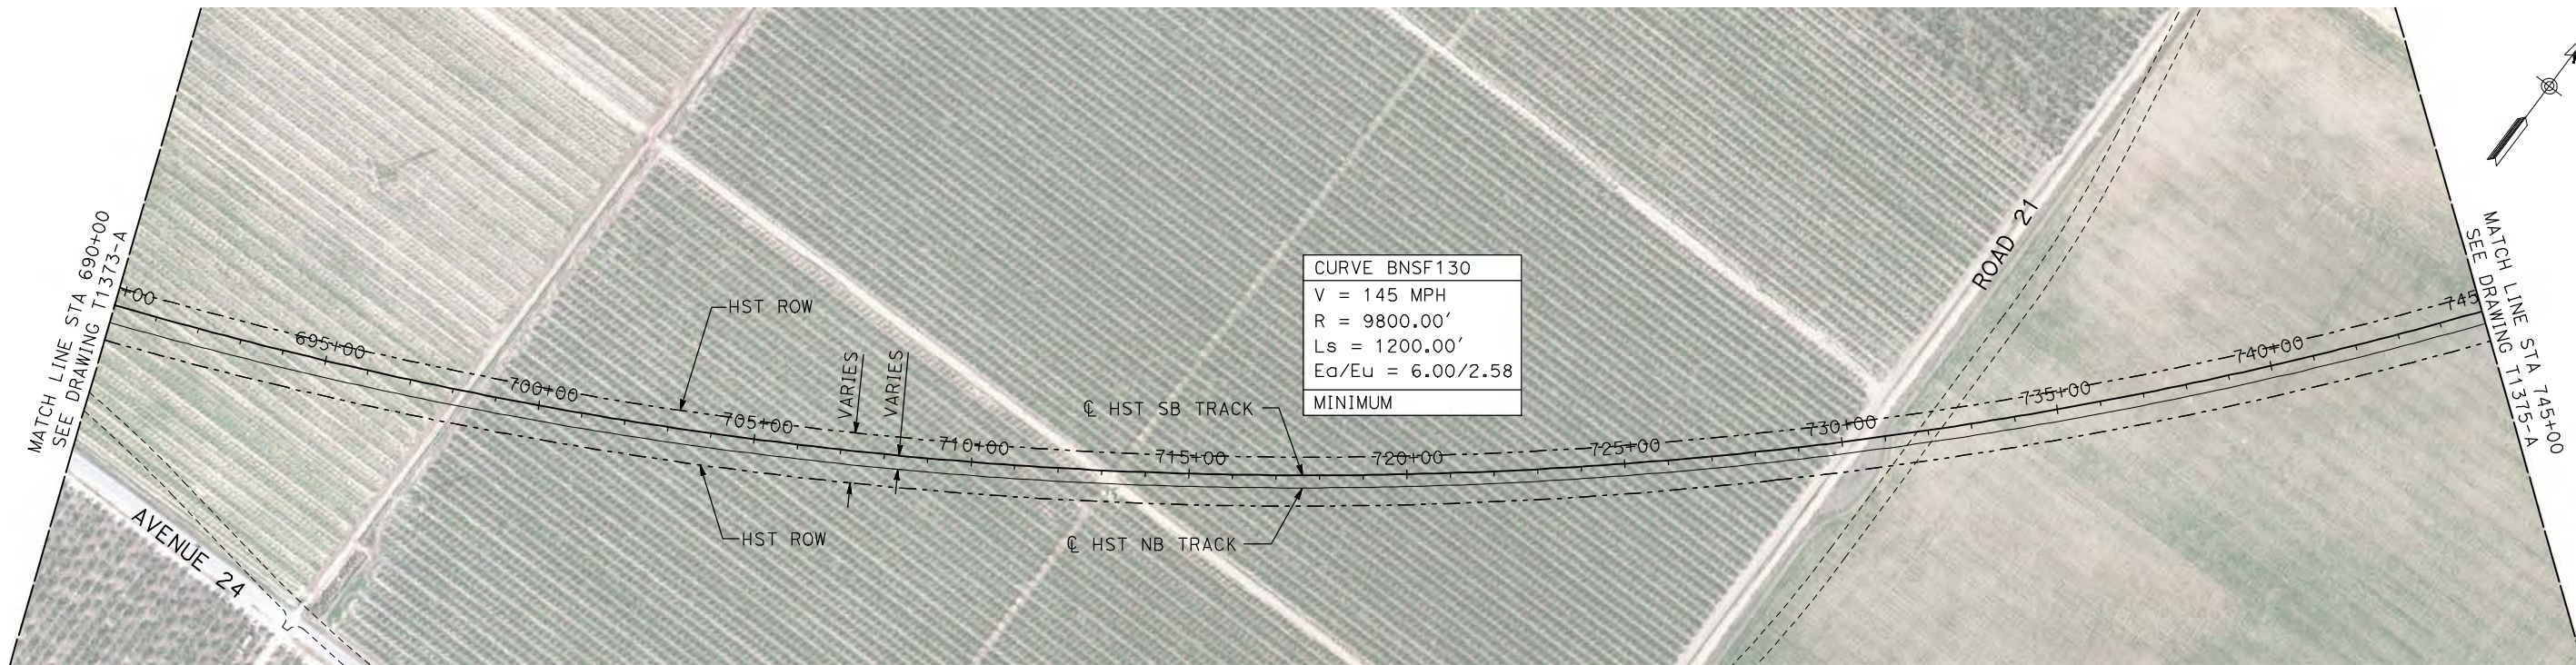 MATCH LINE STA 690+00
SEE DRAWING T1373-A
+00
695+00
700+00
705+00
710+00
715+00
720+00
725+00
730+00
735+00
740+00
745
HST ROW
VARIES
VARIES
HST ROW
℄ HST SB TRACK
℄ HST NB TRACK
CURVE BNSF130
V = 145 MPH
R = 9800.00'
Ls = 1200.00'
Ea/Eu = 6.00/2.58
MINIMUM
AVENUE 24
ROAD 21
MATCH LINE STA 745+00
SEE DRAWING T1375-A